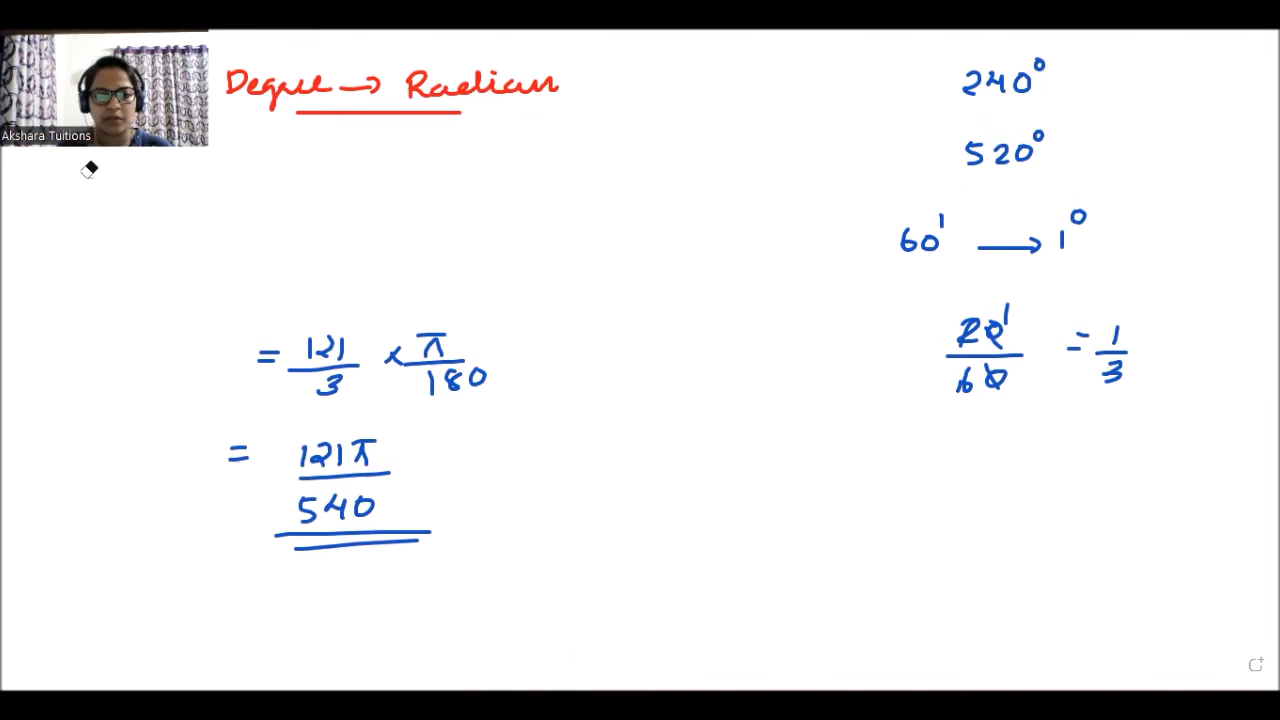 Degree → Radian
Akshara Tuitions
240°
520°
60' → 1°
20'/60 = 1/3
= 121/3 × π/180
= 121π/540